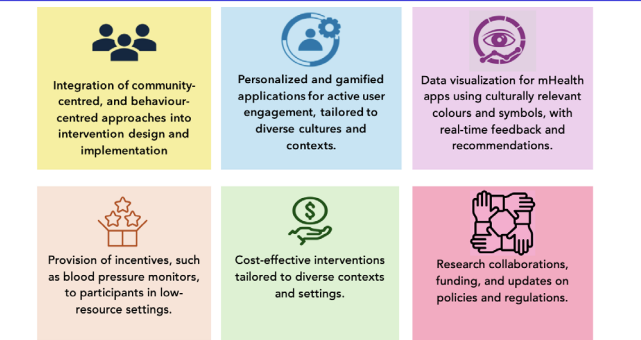 Integration of community-
centred, and behaviour-
centred approaches into
intervention design and
implementation
Personalized and gamified
applications for active user
engagement, tailored to
diverse cultures and
contexts.
Data visualization for mHealth
apps using culturally relevant
colours and symbols, with
real-time feedback and
recommendations.
Provision of incentives, such
as blood pressure monitors,
to participants in low-
resource settings.
$
Cost-effective interventions
tailored to diverse contexts
and settings.
Research collaborations,
funding, and updates on
policies and regulations.